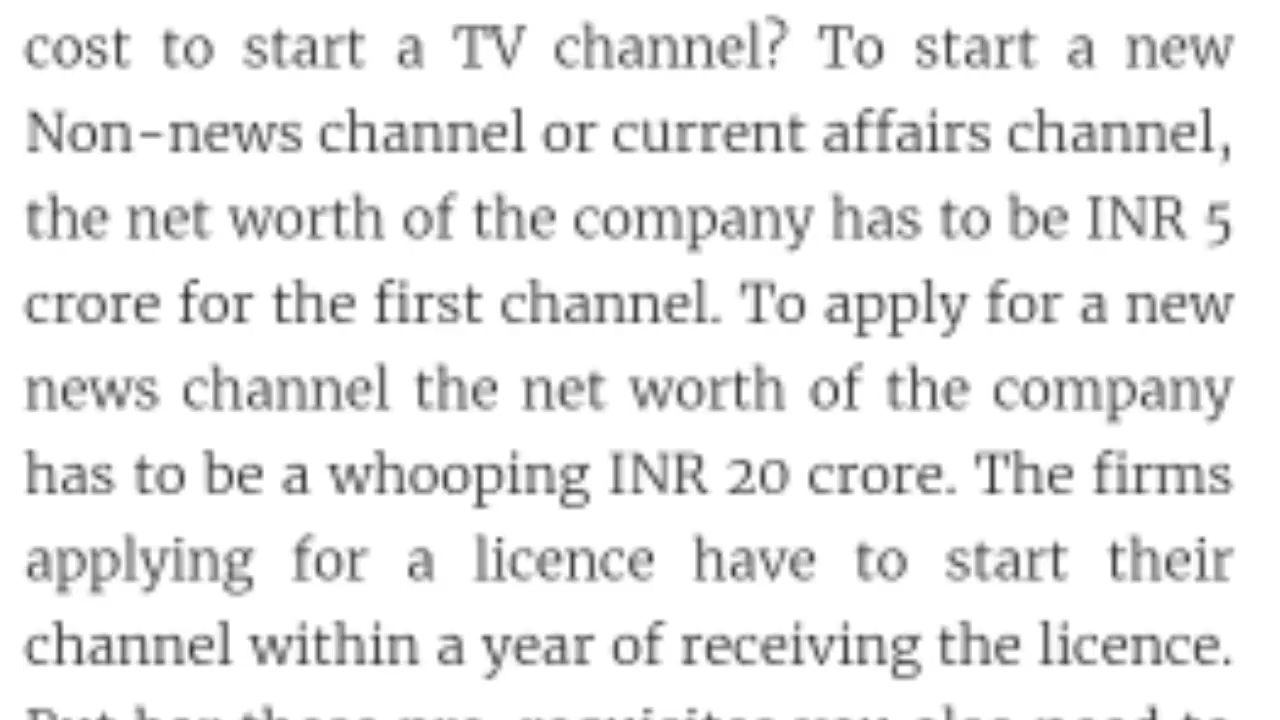 cost to start a TV channel? To start a new
Non-news channel or current affairs channel,
the net worth of the company has to be INR 5
crore for the first channel. To apply for a new
news channel the net worth of the company
has to be a whooping INR 20 crore. The firms
applying for a licence have to start their
channel within a year of receiving the licence.